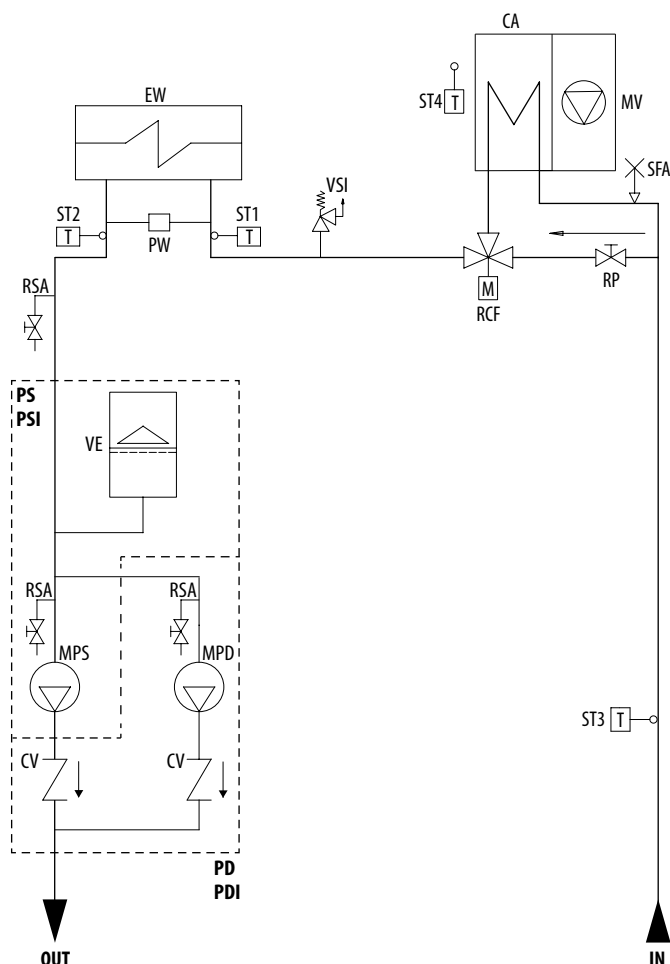 CA
EW
ST4 T
MV
SFA
VSI
ST2
ST1
T
PW
T
RSA
M
RCF
RP
PS
PSI
VE
RSA
RSA
MPS
MPD
ST3 T
CV
CV
PD
PDI
OUT
IN